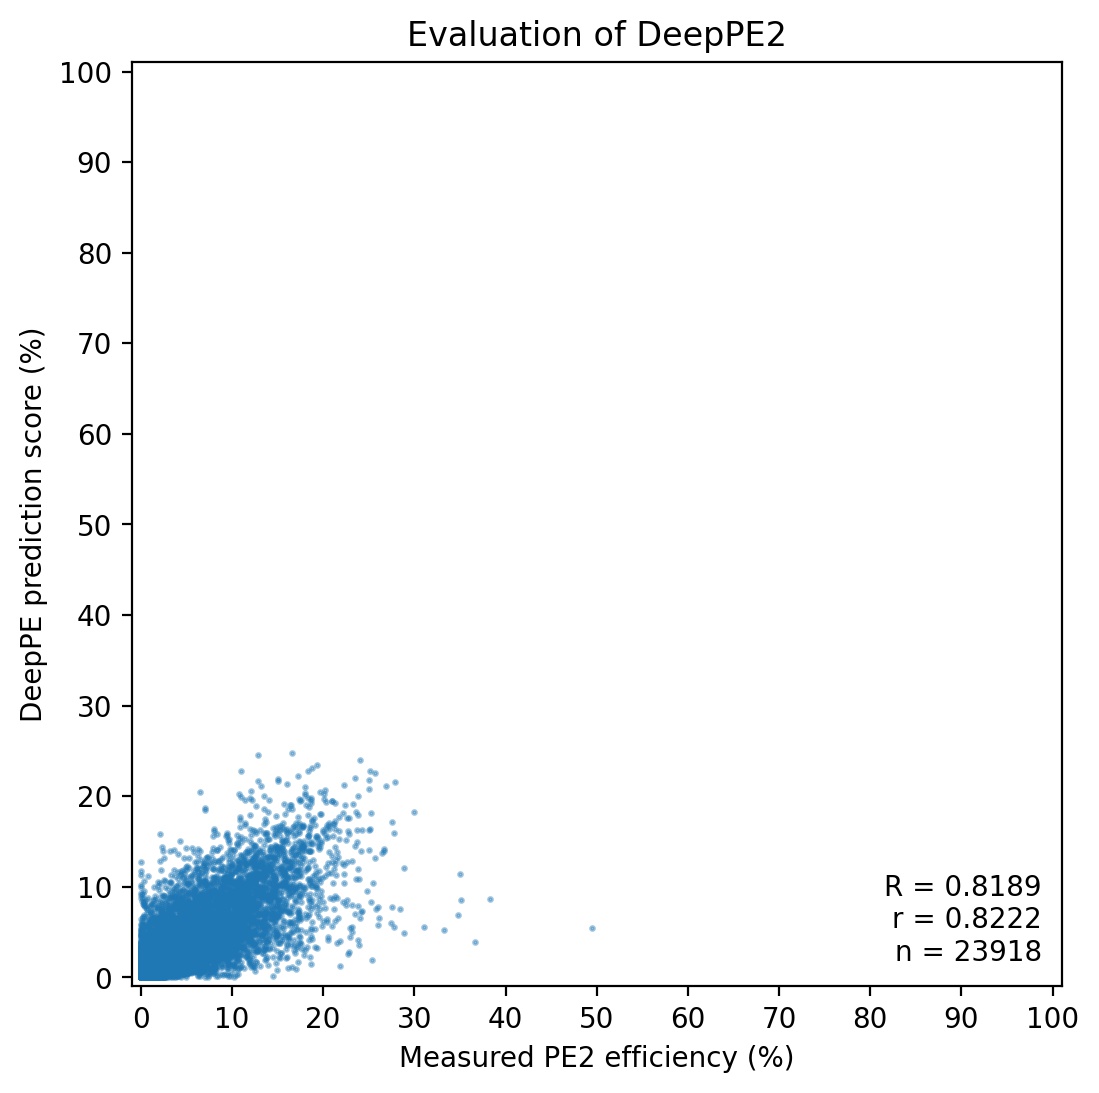 Evaluation of DeepPE2
100
90
80
70
60
50
40
30
20
10
0
DeepPE prediction score (%)
R = 0.8189
r = 0.8222
n = 23918
0 10 20 30 40 50 60 70 80 90 100
Measured PE2 efficiency (%)